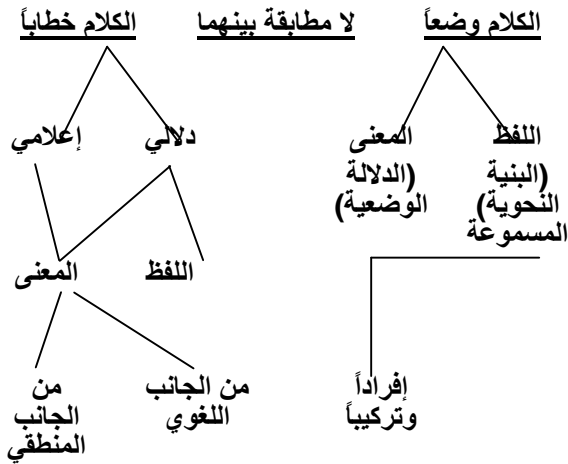 الكلام وضعاً لا مطابقة بينهما الكلام خطاباً
اللفظ
(البنية
النحوية)
المسموعة
المعنى
(الدلالة
الوضعية)
دلالي
إعلامي
اللفظ
المعنى
إفراداً
وتركيباً
من الجانب
اللغوي
من
الجانب
المنطقي